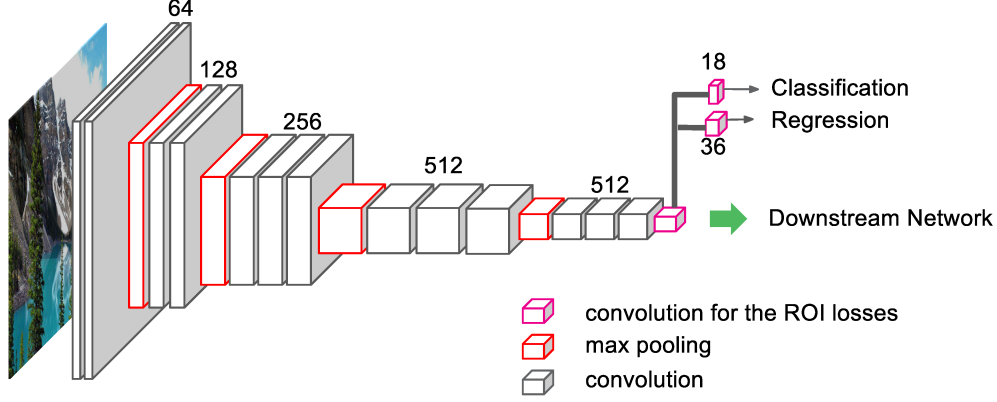 64
128
256
512
512
18
Classification
Regression
36
Downstream Network
convolution for the ROI losses
max pooling
convolution